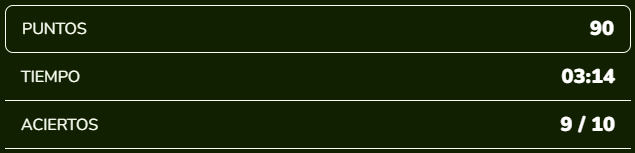 PUNTOS 90
TIEMPO 03:14
ACIERTOS 9 / 10